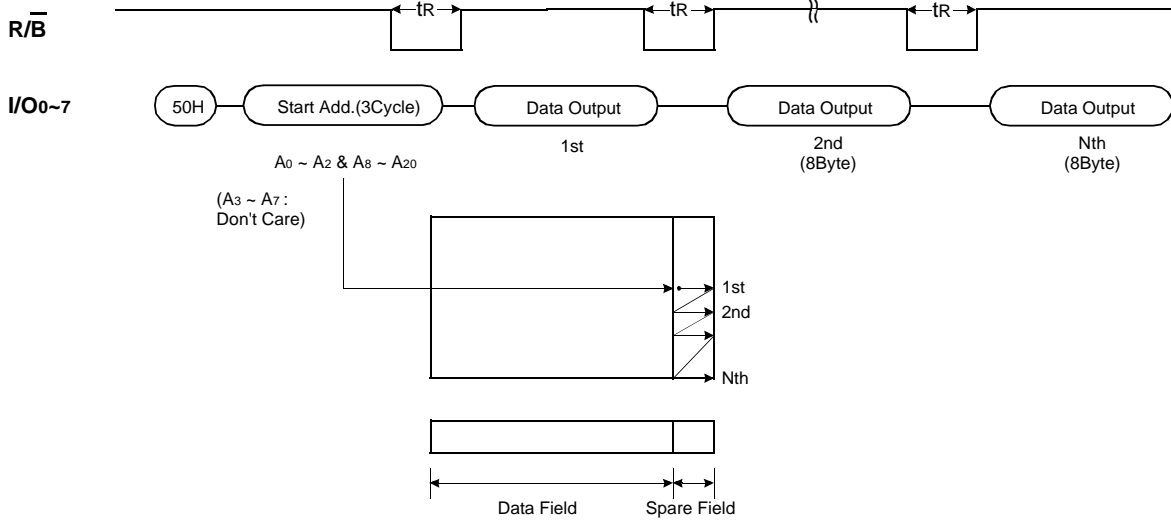 R/B tR tR tR
I/O0~7 50H Start Add.(3Cycle) Data Output Data Output Data Output
1st 2nd Nth
(8Byte) (8Byte)
A0 ~ A2 & A8 ~ A20
(A3 ~ A7 :
Don't Care)
1st
2nd
Nth
Data Field Spare Field